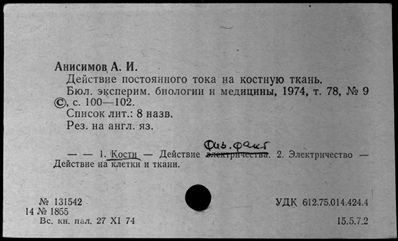 Анисимов А. И.
Действие постоянного тока на костную ткань.
Бюл. эксперим. биологии и медицины, 1974, т. 78, № 9
©, с. 100—102.
Список лит.: 8 назв.
Рез. на англ. яз.
Физ. факт
— — 1. Кости — Действие электричества. 2. Электричество —
Действие на клетки и ткани.
№ 131542 УДК 612.75.014.424.4
14 № 1855
Вс. кн. пал. 27 XI 74 15.5.7.2